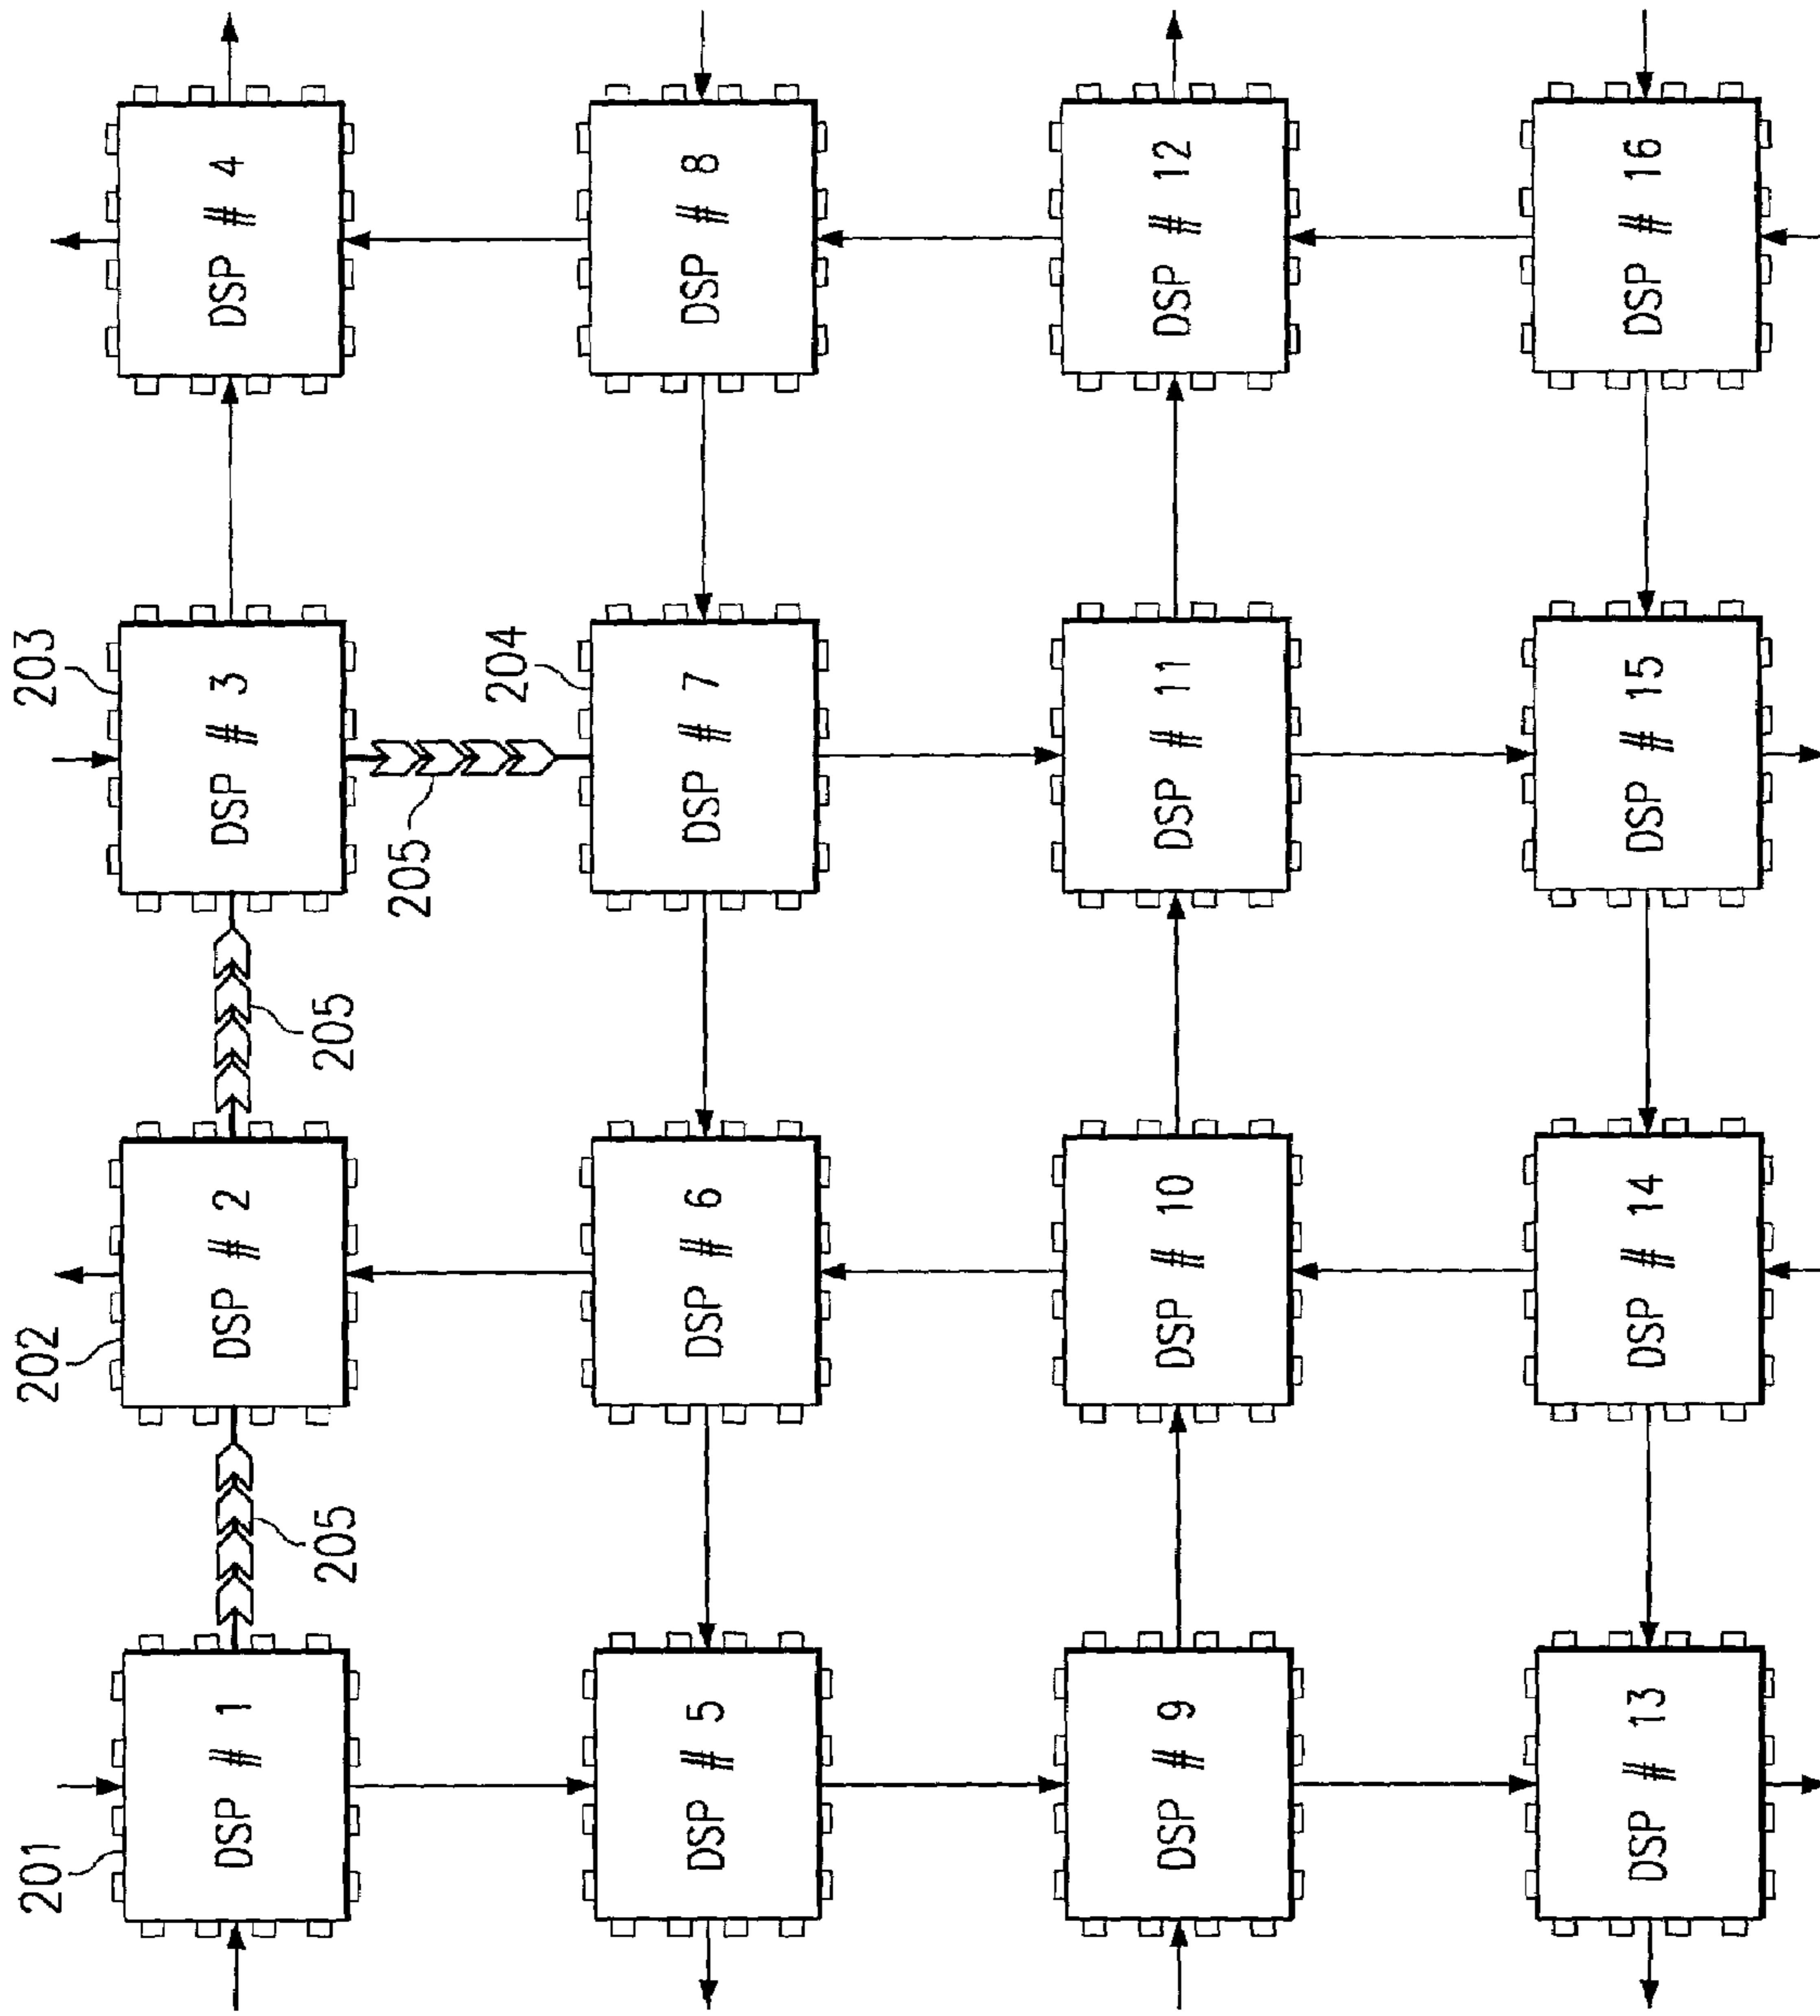 201
202
203
DSP # 1
DSP # 2
DSP # 3
DSP # 4
205
205
205
204
DSP # 5
DSP # 6
DSP # 7
DSP # 8
DSP # 9
DSP # 10
DSP # 11
DSP # 12
DSP # 13
DSP # 14
DSP # 15
DSP # 16